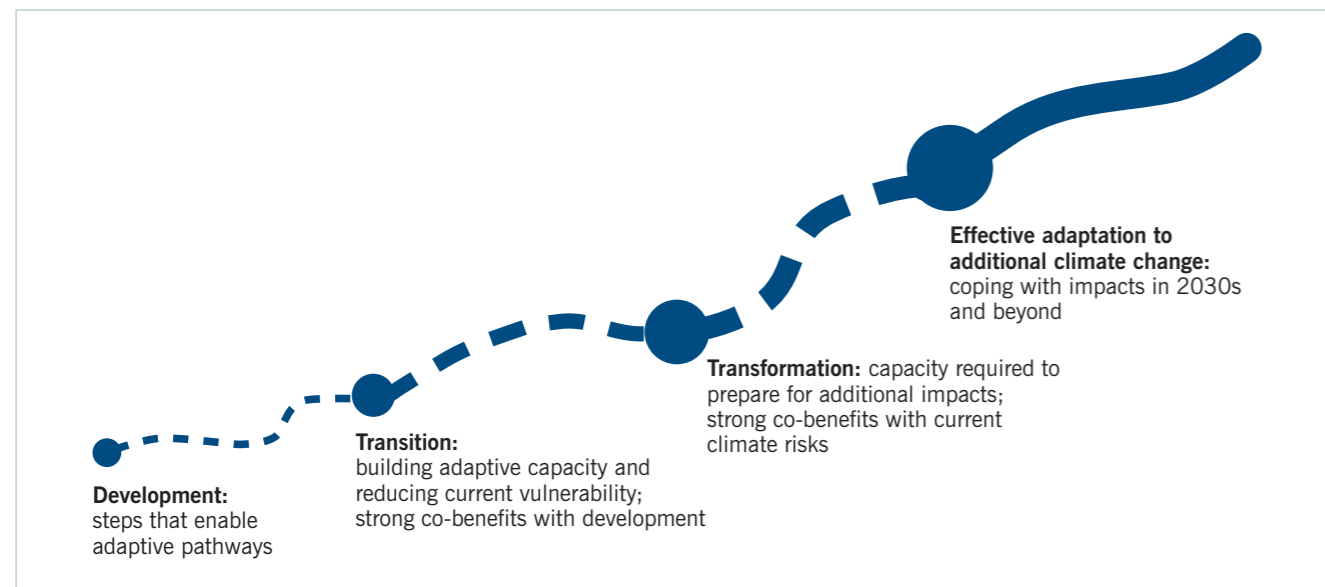 Development:
steps that enable
adaptive pathways
Transition:
building adaptive capacity and
reducing current vulnerability;
strong co-benefits with development
Transformation: capacity required to
prepare for additional impacts;
strong co-benefits with current
climate risks
Effective adaptation to
additional climate change:
coping with impacts in 2030s
and beyond